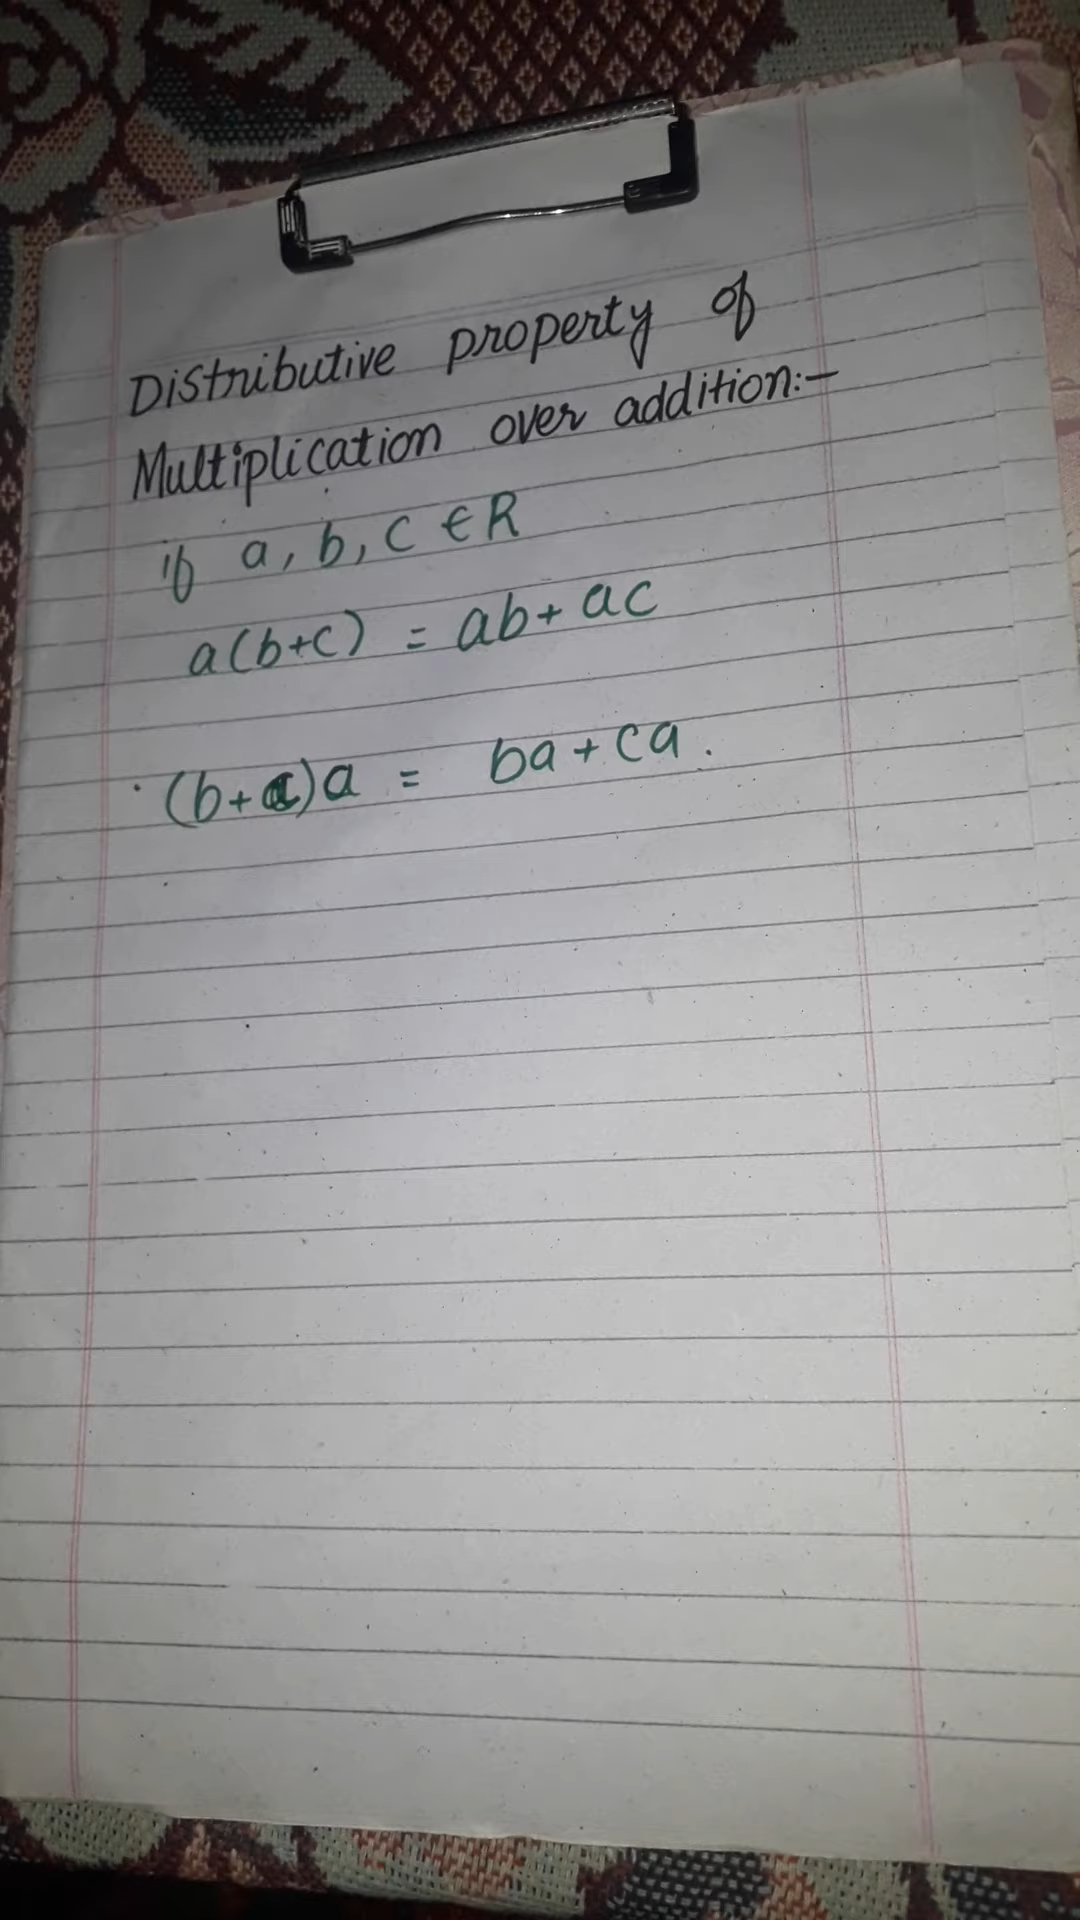 Distributive property of
Multiplication over addition:-
if a, b, c ∈ R
a(b+c) = ab + ac
(b+c)a = ba + ca.